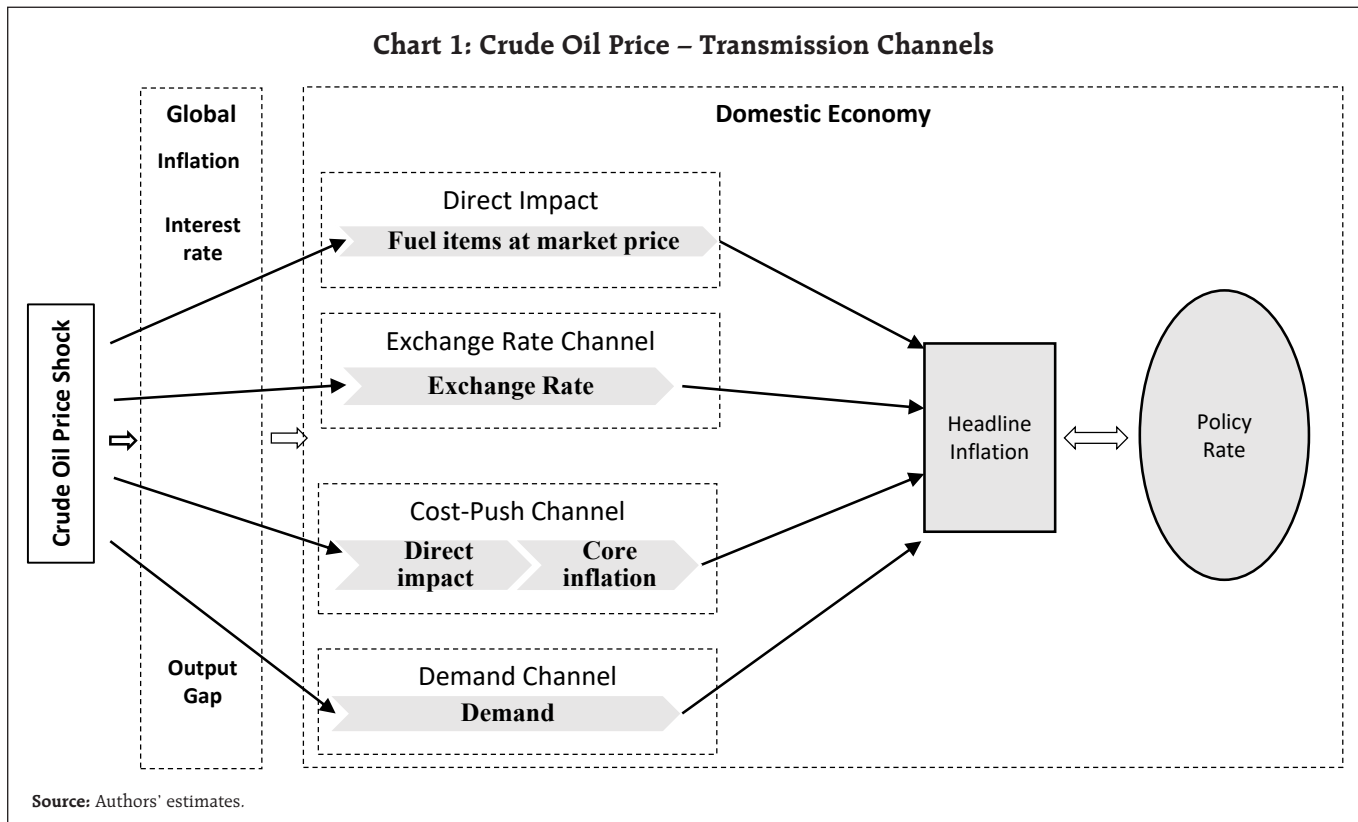 Chart 1: Crude Oil Price – Transmission Channels
Crude Oil Price Shock
Global
Inflation
Interest
rate
Output
Gap
Domestic Economy
Direct Impact
Fuel items at market price
Exchange Rate Channel
Exchange Rate
Cost-Push Channel
Direct
impact
Core
inflation
Demand Channel
Demand
Headline
Inflation
Policy
Rate
Source: Authors' estimates.